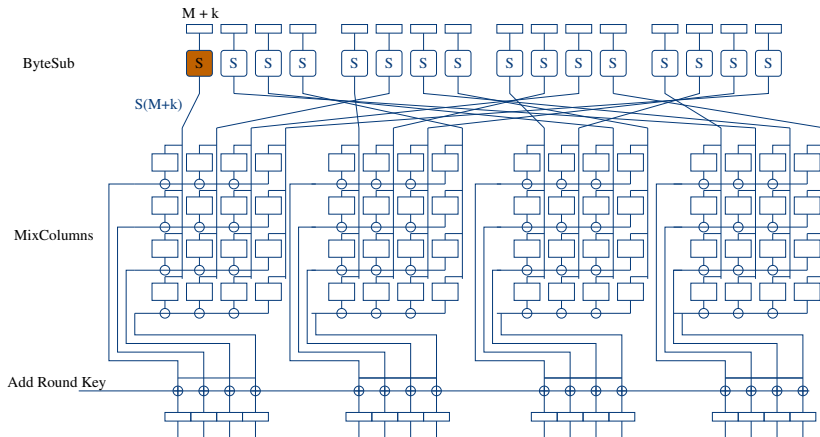 M + k
ByteSub S S S S S S S S S S S S S S S S
S(M+k)
MixColumns
Add Round Key